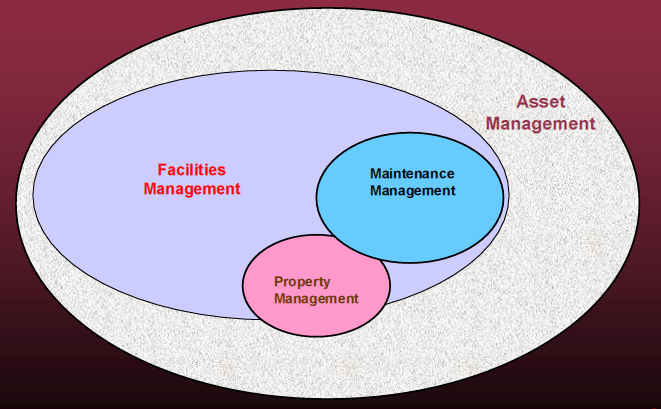 Asset
Management
Facilities
Management
Maintenance
Management
Property
Management